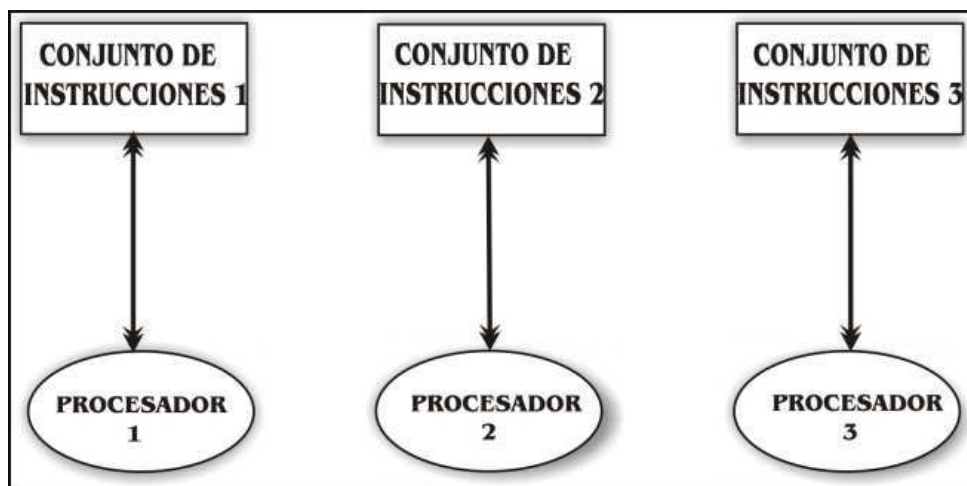 CONJUNTO DE
INSTRUCCIONES 1
CONJUNTO DE
INSTRUCCIONES 2
CONJUNTO DE
INSTRUCCIONES 3
PROCESADOR
1
PROCESADOR
2
PROCESADOR
3